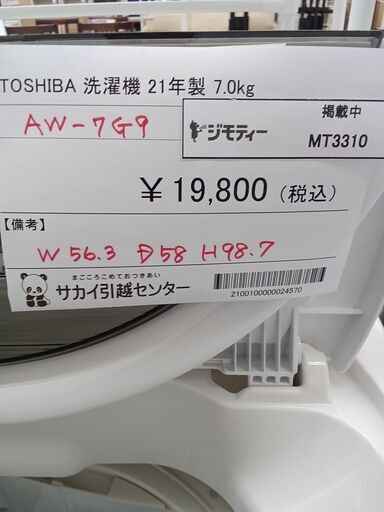 TOSHIBA 洗濯機 21年製 7.0kg
AW-7G9
ジモティー
掲載中
MT3310
¥ 19,800（税込）
【備考】
W 56.3 D58 H98.7
まごころこめておつきあい
サカイ引越センター
2100100000024570